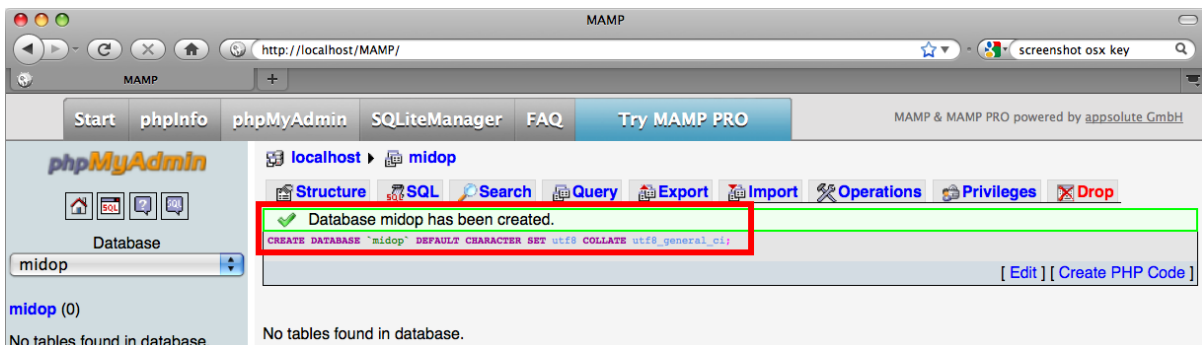 MAMP
http://localhost/MAMP/
screenshot osx key
MAMP
Start phpInfo phpMyAdmin SQLiteManager FAQ Try MAMP PRO MAMP & MAMP PRO powered by appsolute GmbH
phpMyAdmin
localhost midop
Structure SQL Search Query Export Import Operations Privileges Drop
Database midop has been created.
CREATE DATABASE `midop` DEFAULT CHARACTER SET utf8 COLLATE utf8_general_ci;
[ Edit ] [ Create PHP Code ]
Database
midop
midop (0)
No tables found in database.
No tables found in database.